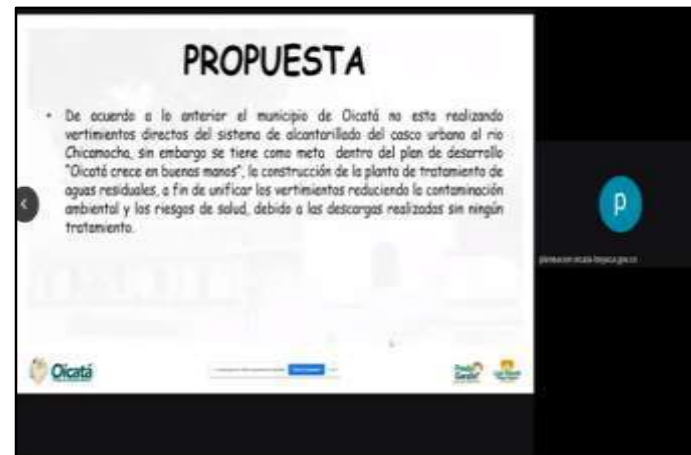 PROPUESTA
• De acuerdo a lo anterior el municipio de Oicatá no esta realizando
vertimientos directos del sistema de alcantarillado del casco urbano al rio
Chicamocha, sin embargo se tiene como meta dentro del plan de desarrollo
"Oicatá crece en buenas manos", la construcción de la planta de tratamiento de
aguas residuales, a fin de unificar los vertimientos reduciendo la contaminación
ambiental y los riesgos de salud, debido a las descargas realizadas sin ningún
tratamiento.
p
Oicatá